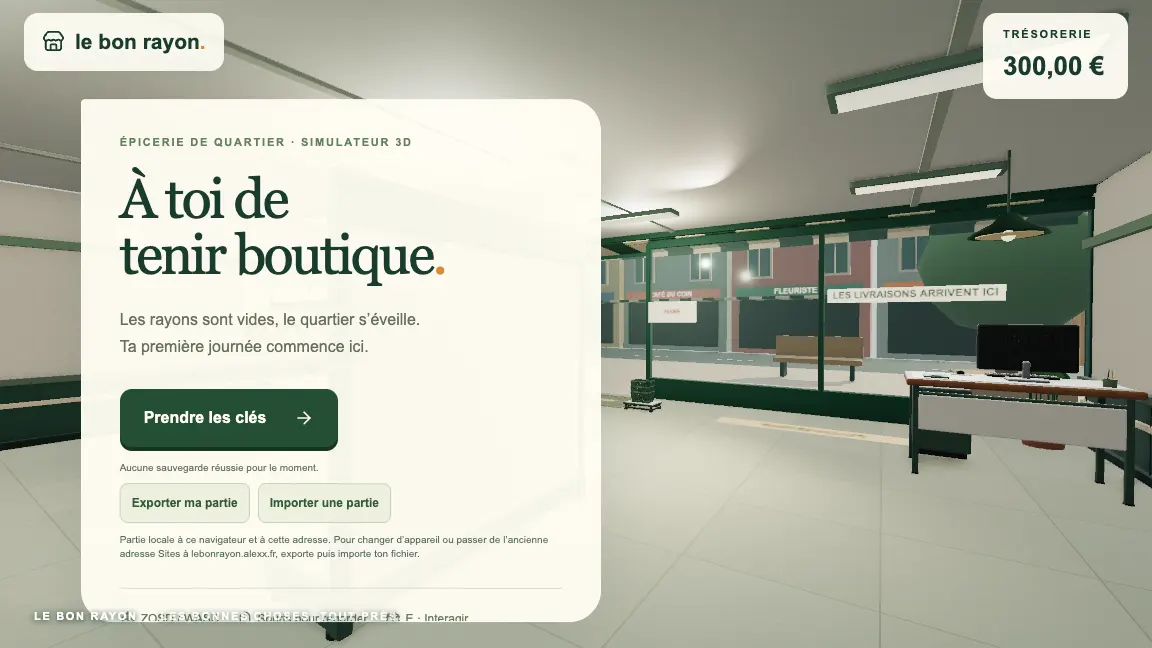 le bon rayon.
TRÉSORERIE
300,00 €
ÉPICERIE DE QUARTIER · SIMULATEUR 3D
À toi de
tenir boutique.
Les rayons sont vides, le quartier s’éveille.
Ta première journée commence ici.
Prendre les clés →
Aucune sauvegarde réussie pour le moment.
Exporter ma partie
Importer une partie
Partie locale à ce navigateur et à cette adresse. Pour changer d’appareil ou passer de l’ancienne
adresse Sites à lebonrayon.alexx.fr, exporte puis importe ton fichier.
E · Interagir
LE BON RAYON
CAFÉ DU COIN
FLEURISTE
LES LIVRAISONS ARRIVENT ICI